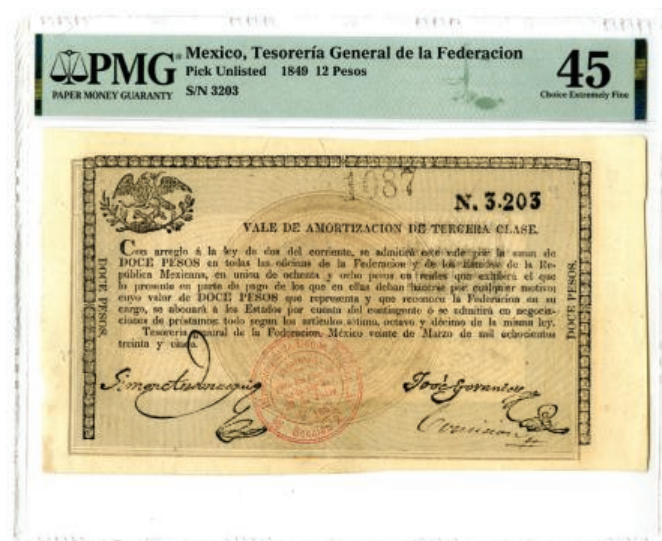 PMG
PAPER MONEY GUARANTY
Mexico, Tesorería General de la Federacion
Pick Unlisted 1849 12 Pesos
S/N 3203
45
Choice Extremely Fine
087
N. 3.203
VALE DE AMORTIZACION DE TERCERA CLASE.
DOCE PESOS.
Con arreglo á la ley de dos del corriente, se admitirá este vale por la suma de
DOCE PESOS en todas las oficinas de la Federacion y de los Estados de la Re-
pública Mexicana, en union de ochenta y ocho pesos en reales que exhibirá el que
lo presente en parte de pago de los que en ellas deban hacerse por cualquier motivo
cuyo valor de DOCE PESOS que representa y que reconoce la Federacion en su
cargo, se abonará á los Estados por cuenta del contingente ó se admitirá en negocia-
ciones de préstamos: todo segun los artículos sétimo, octavo y décimo de la misma ley.
Tesorería general de la Federacion. México veinte de Marzo de mil ochocientos
treinta y
DOCE PESOS.
José Govantes
Comision